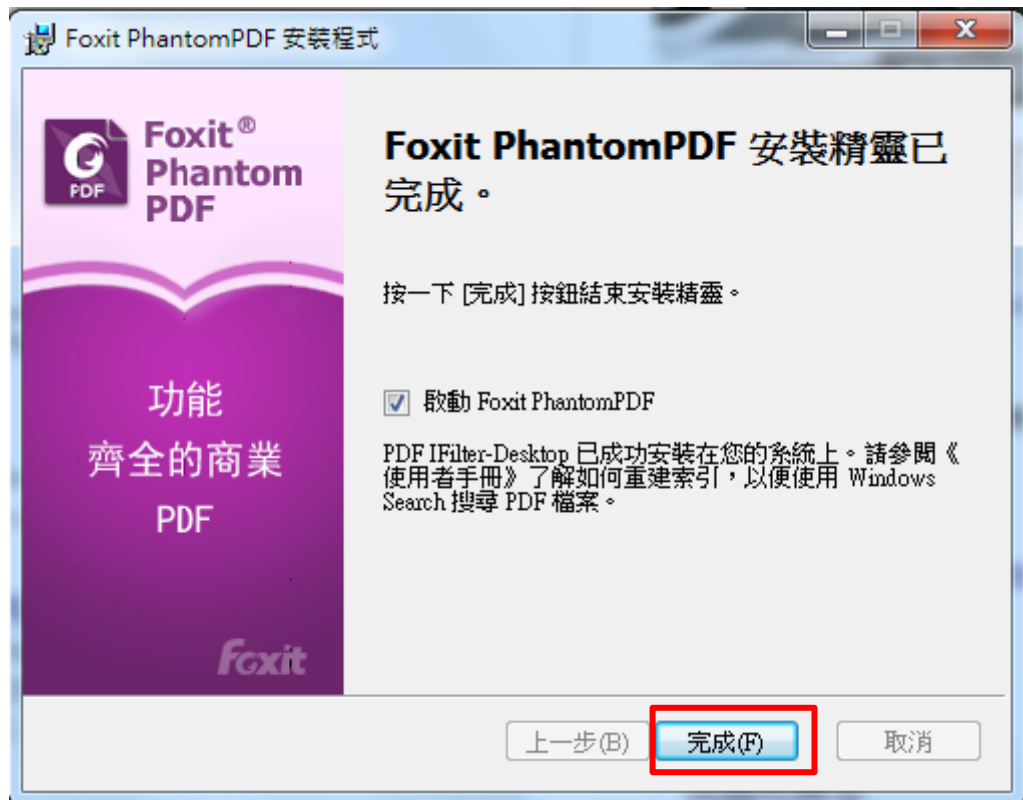 Foxit PhantomPDF 安裝程式
Foxit®
Phantom
PDF
PDF
功能
齊全的商業
PDF
foxit
Foxit PhantomPDF 安裝精靈已
完成。
按一下 [完成] 按鈕結束安裝精靈。
啟動 Foxit PhantomPDF
PDF IFilter-Desktop 已成功安裝在您的系統上。請參閱《
使用者手冊》了解如何重建索引，以便使用 Windows
Search 搜尋 PDF 檔案。
上一步(B)
完成(F)
取消